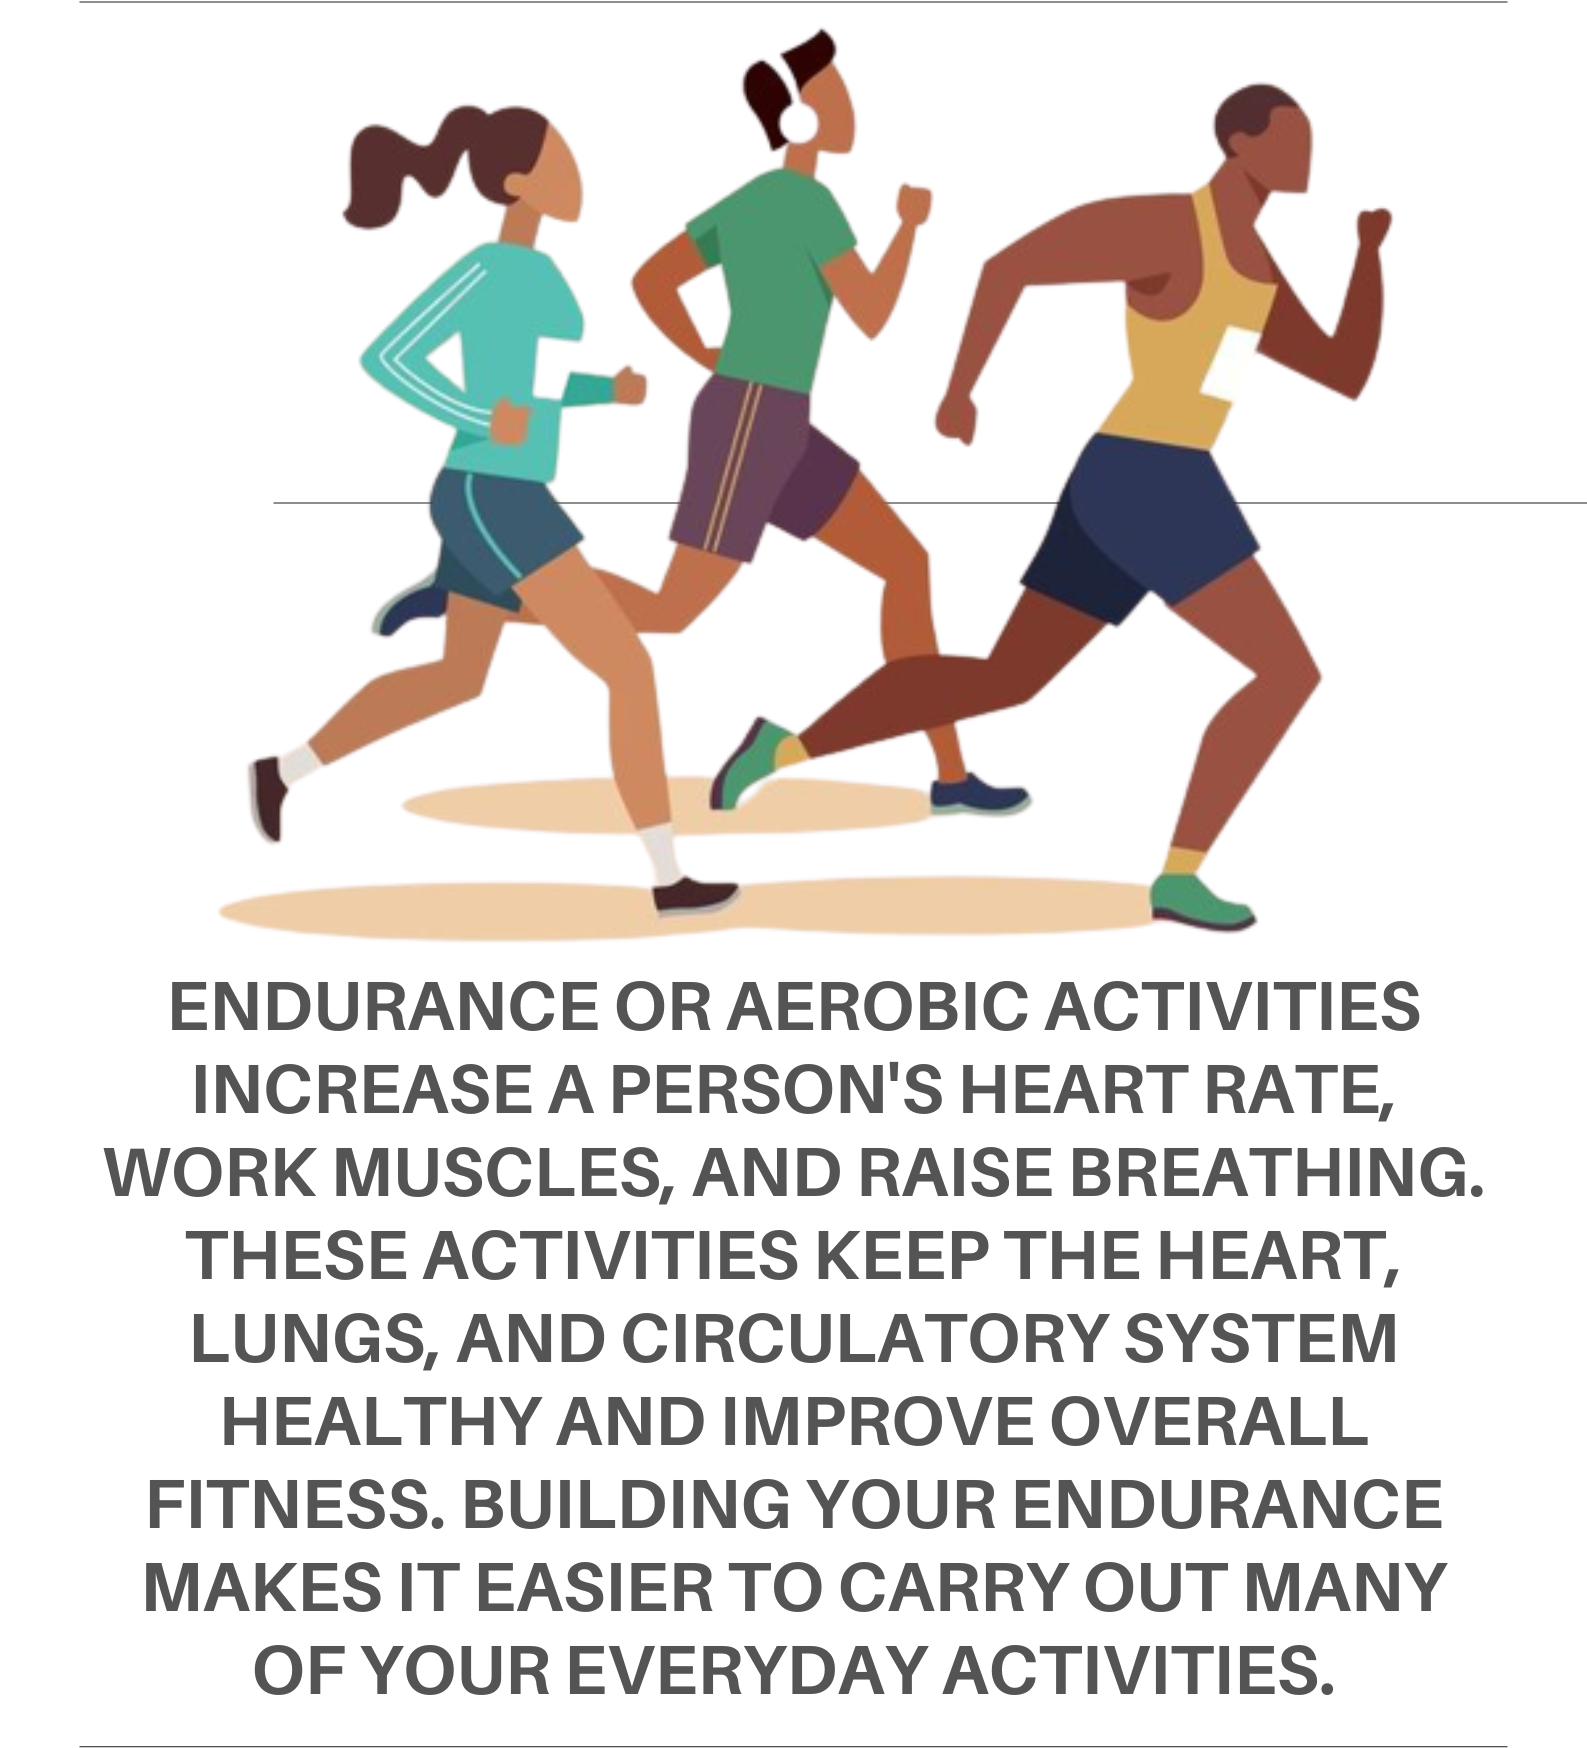 ENDURANCE OR AEROBIC ACTIVITIES
INCREASE A PERSON'S HEART RATE,
WORK MUSCLES, AND RAISE BREATHING.
THESE ACTIVITIES KEEP THE HEART,
LUNGS, AND CIRCULATORY SYSTEM
HEALTHY AND IMPROVE OVERALL
FITNESS. BUILDING YOUR ENDURANCE
MAKES IT EASIER TO CARRY OUT MANY
OF YOUR EVERYDAY ACTIVITIES.